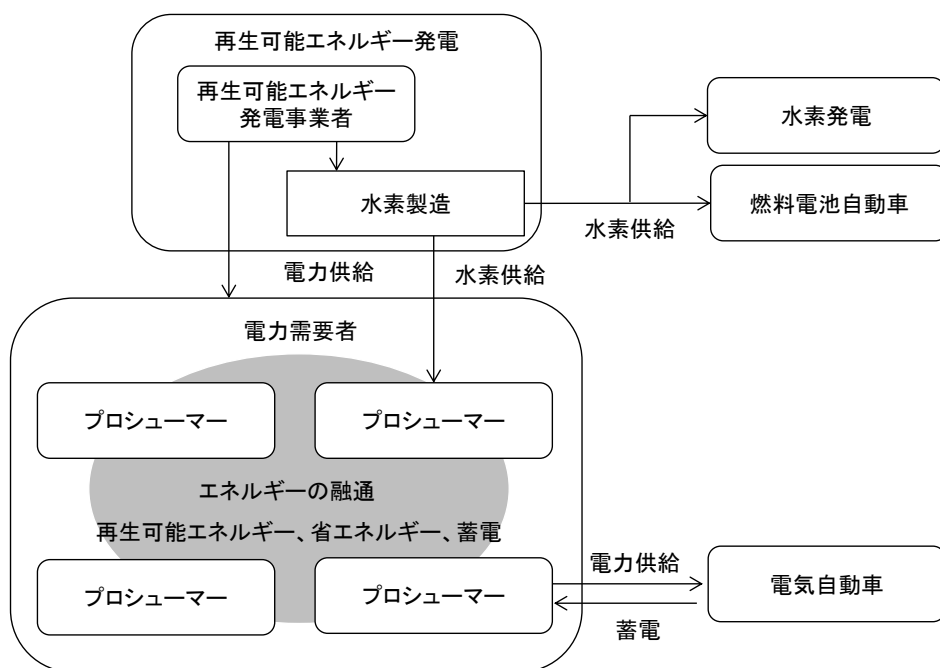 再生可能エネルギー発電
再生可能エネルギー
発電事業者
水素発電
水素製造
燃料電池自動車
水素供給
電力供給
水素供給
電力需要者
プロシューマー
プロシューマー
エネルギーの融通
再生可能エネルギー、省エネルギー、蓄電
電力供給
プロシューマー
プロシューマー
電気自動車
蓄電